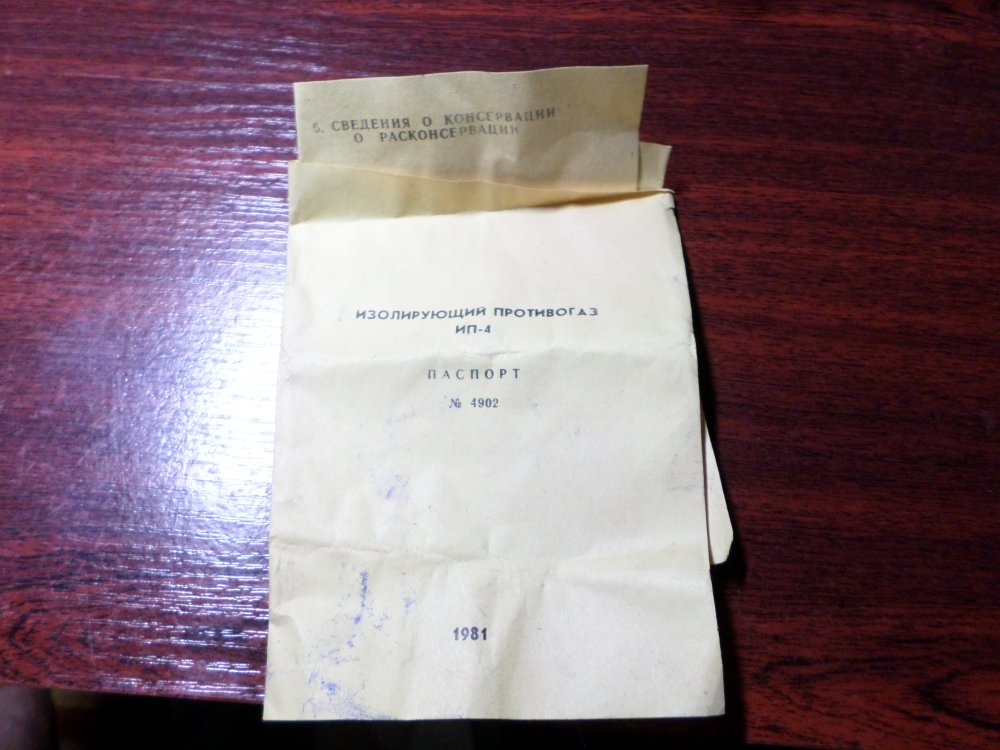 5. СВЕДЕНИЯ О КОНСЕРВАЦИИ
О РАСКОНСЕРВАЦИИ
ИЗОЛИРУЮЩИЙ ПРОТИВОГАЗ
ИП-4
ПАСПОРТ
№ 4902
1981